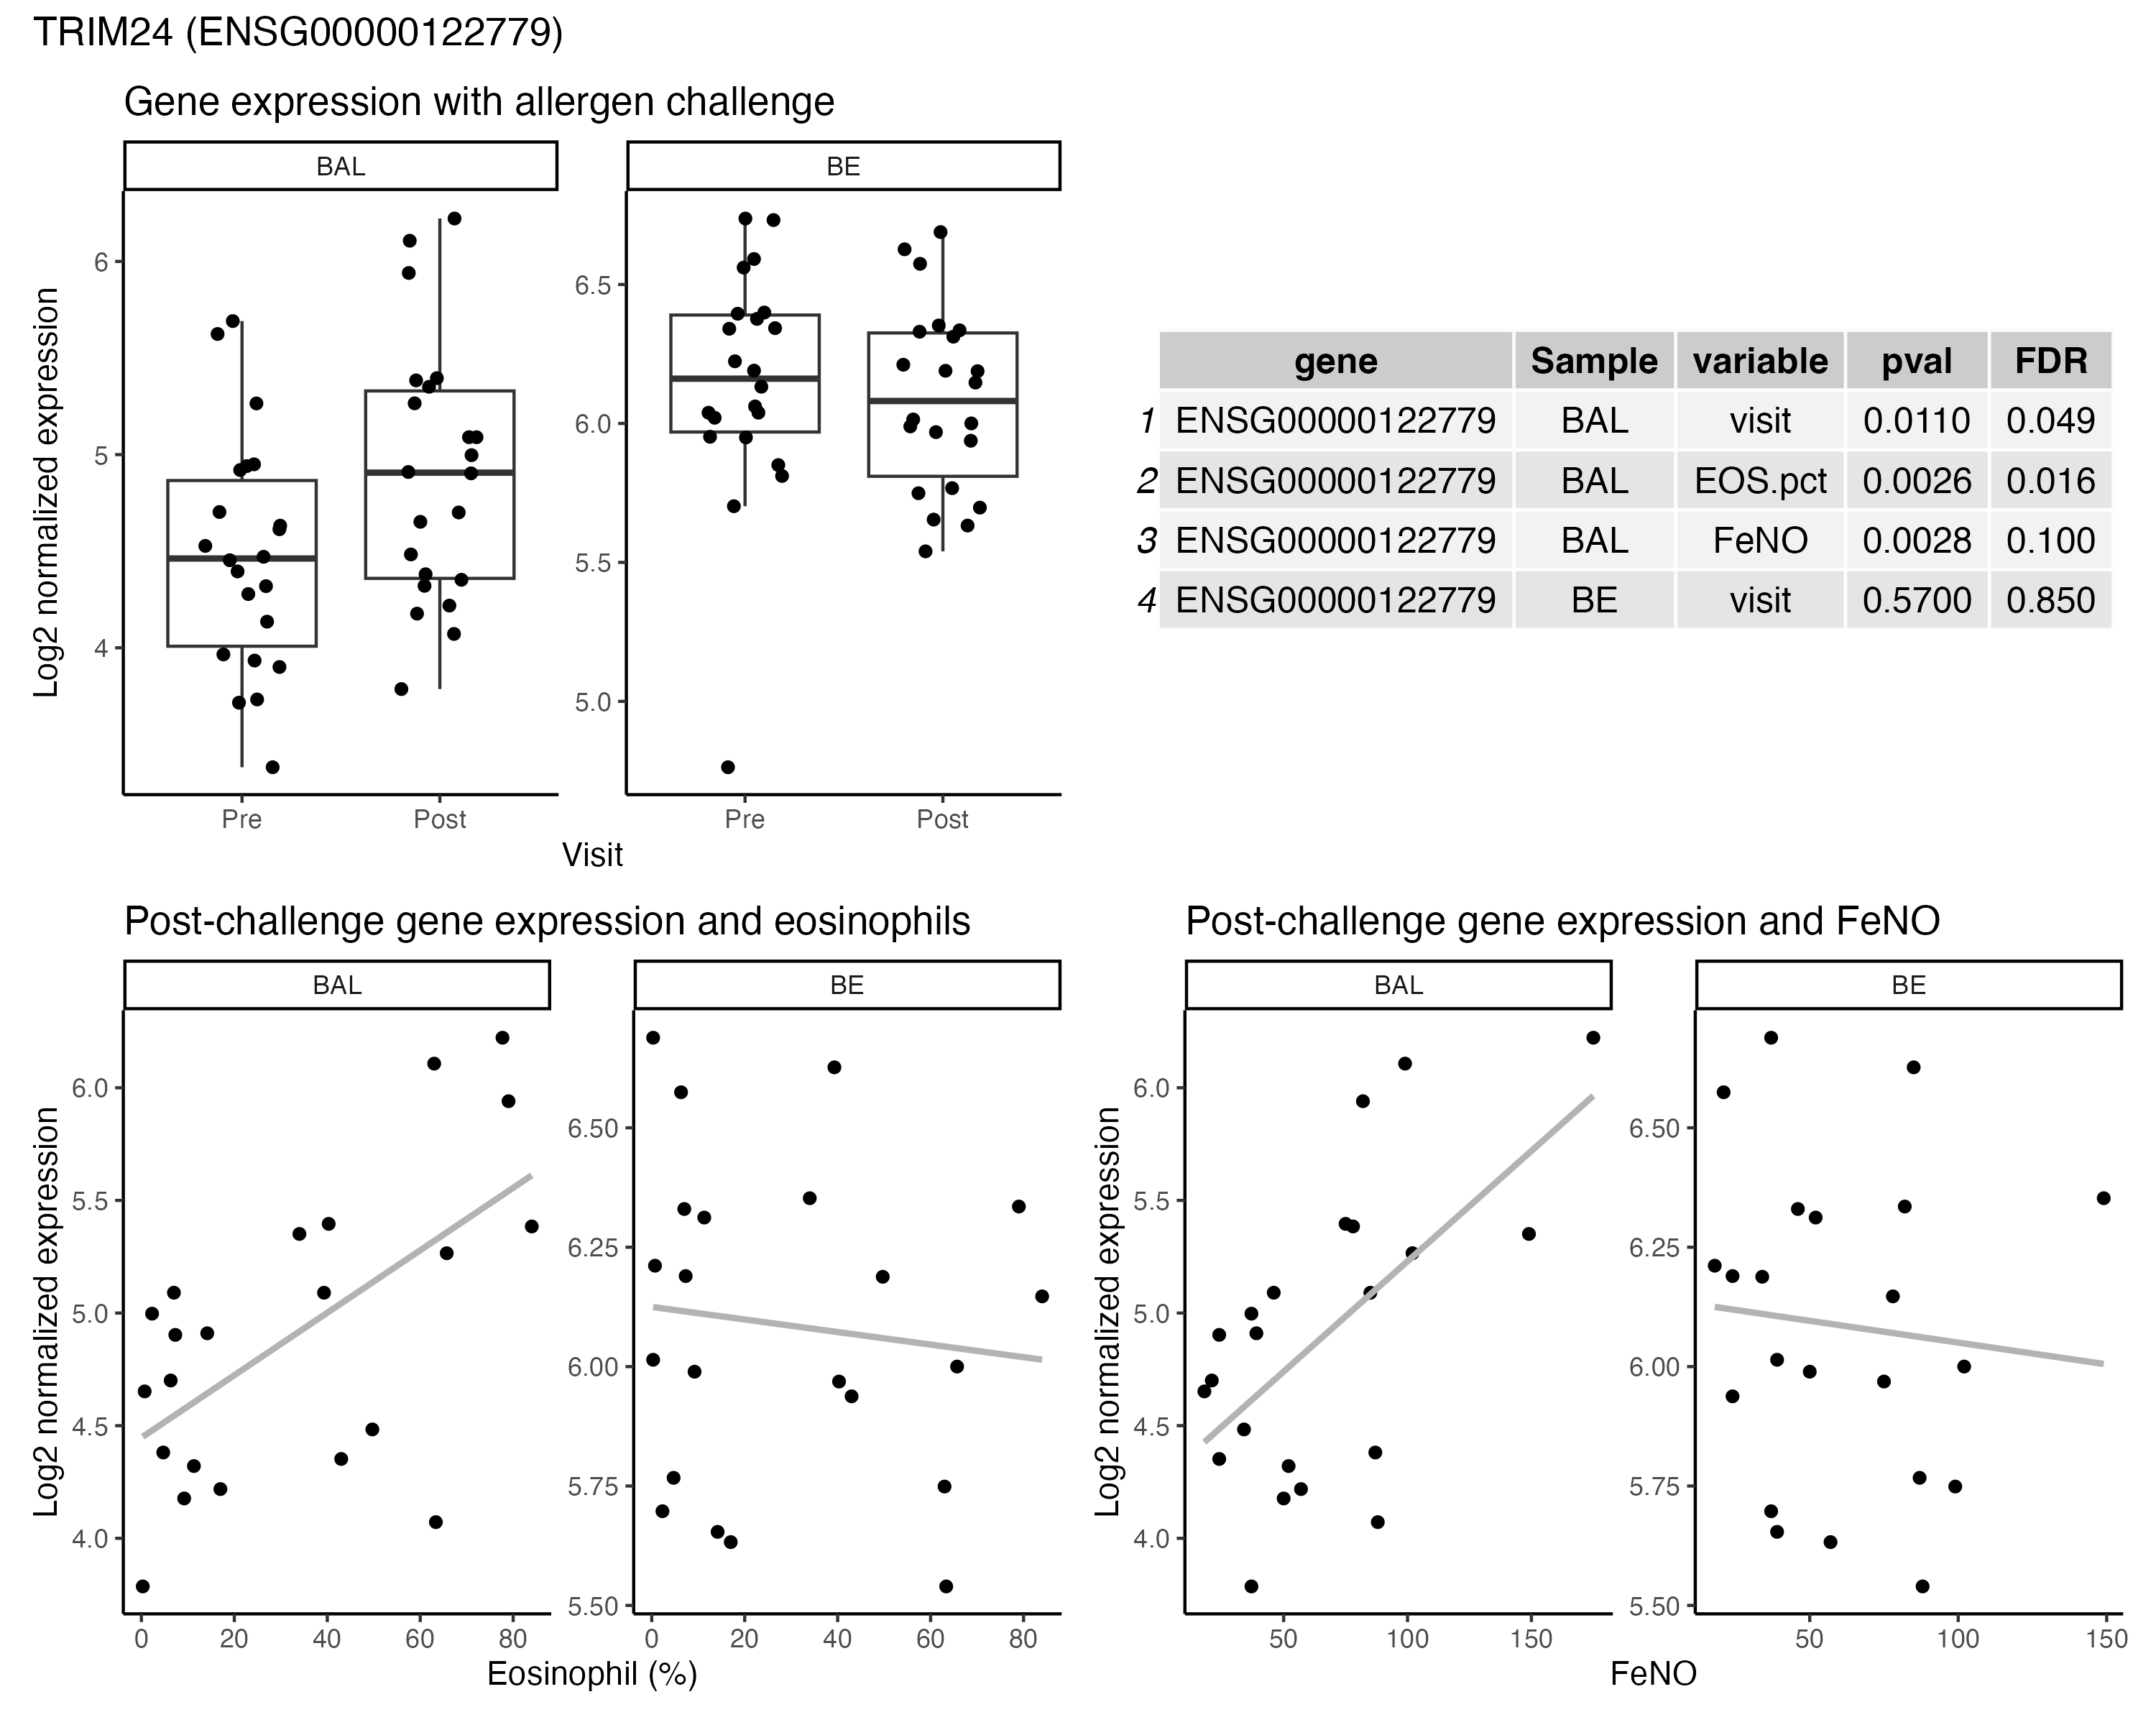 TRIM24 (ENSG00000122779)
Gene expression with allergen challenge
BAL
BE
Log2 normalized expression
6
5
4
6.5
6.0
5.5
5.0
Pre
Post
Pre
Post
Visit
gene Sample variable pval FDR
1 ENSG00000122779 BAL visit 0.0110 0.049
2 ENSG00000122779 BAL EOS.pct 0.0026 0.016
3 ENSG00000122779 BAL FeNO 0.0028 0.100
4 ENSG00000122779 BE visit 0.5700 0.850
Post-challenge gene expression and eosinophils
BAL
BE
Log2 normalized expression
6.0
5.5
5.0
4.5
4.0
6.50
6.25
6.00
5.75
5.50
0 20 40 60 80
0 20 40 60 80
Eosinophil (%)
Post-challenge gene expression and FeNO
BAL
BE
Log2 normalized expression
6.0
5.5
5.0
4.5
4.0
6.50
6.25
6.00
5.75
5.50
50 100 150
50 100 150
FeNO